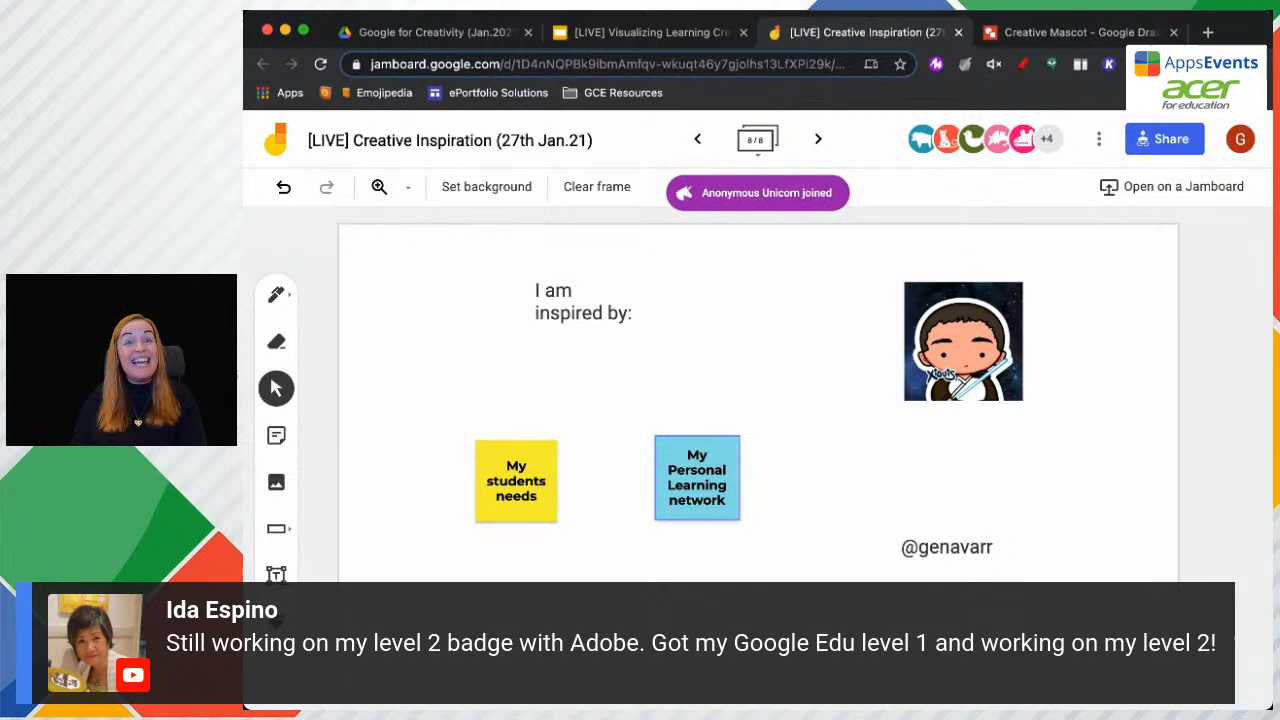 Google for Creativity (Jan.202
[LIVE] Visualizing Learning Cre
[LIVE] Creative Inspiration (27t
Creative Mascot - Google Dra
jamboard.google.com/d/1D4nNQPBk9ibmAmfqv-wkuqt46y7gjolhs13LfXPi29k/...
Apps
Emojipedia
ePortfolio Solutions
GCE Resources
AppsEvents
acer
for education
[LIVE] Creative Inspiration (27th Jan.21)
8/8
+4
Share
G
Set background
Clear frame
Anonymous Unicorn joined
Open on a Jamboard
I am
inspired by:
My
students
needs
My
Personal
Learning
network
@genavarr
Ida Espino
Still working on my level 2 badge with Adobe. Got my Google Edu level 1 and working on my level 2!